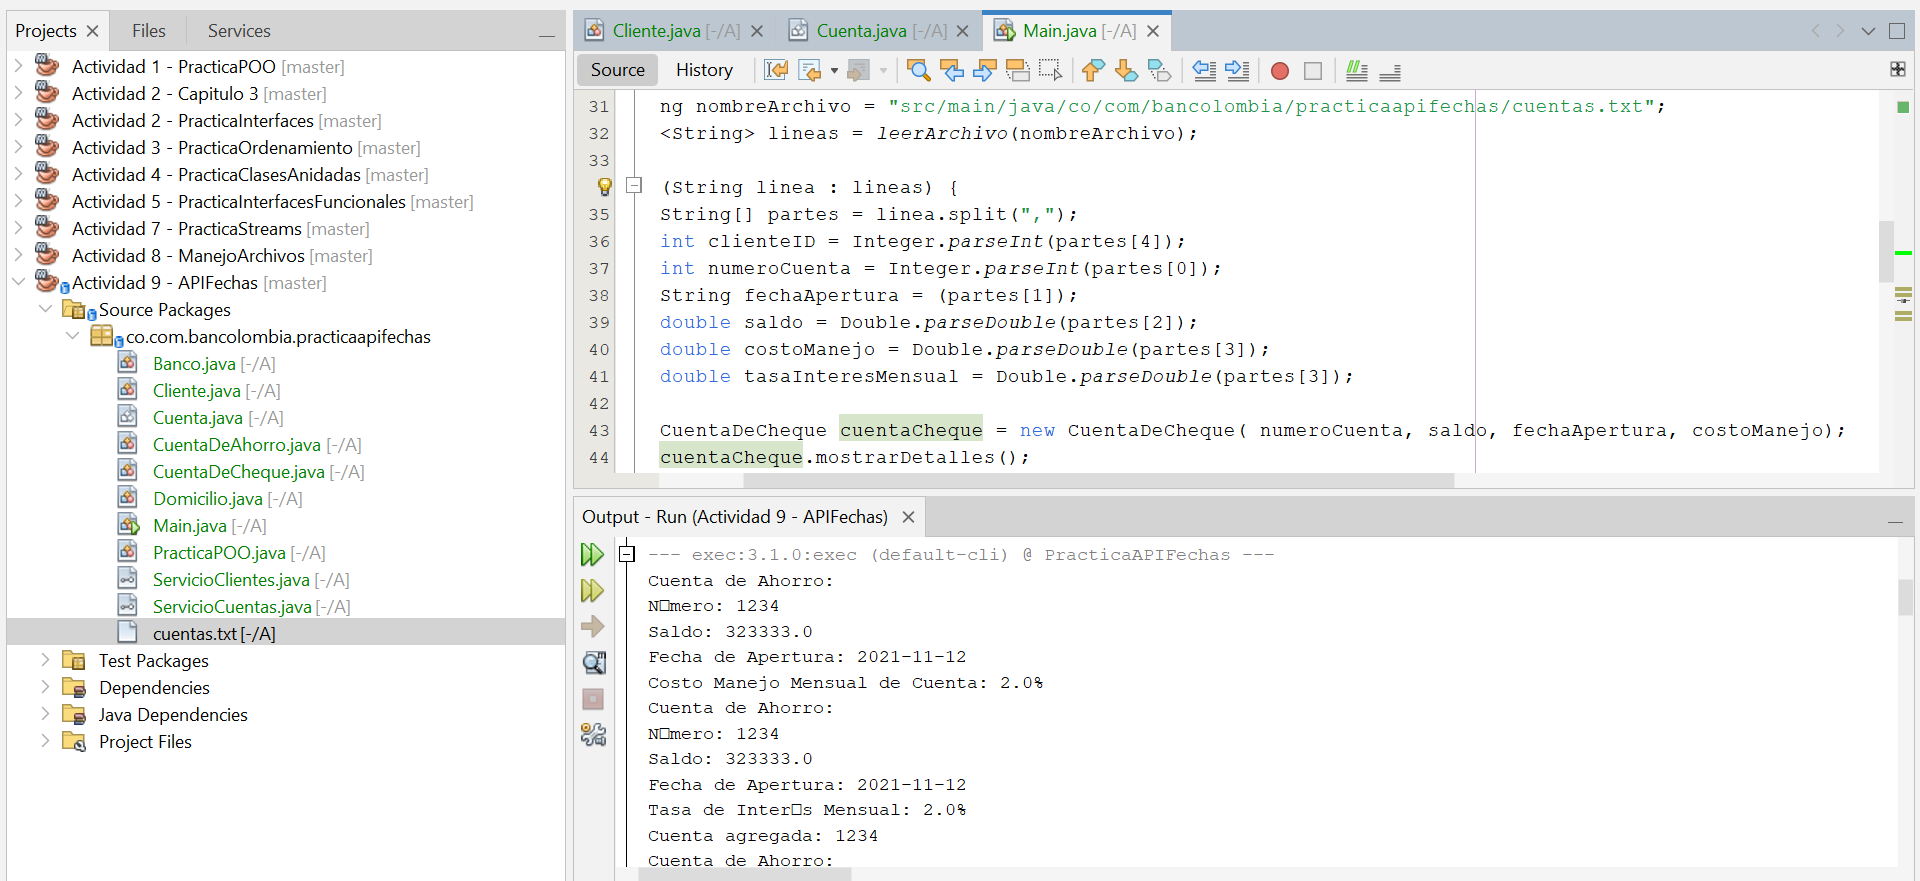 Projects Files Services
Actividad 1 - PracticaPOO [master]
Actividad 2 - Capitulo 3 [master]
Actividad 2 - PracticaInterfaces [master]
Actividad 3 - PracticaOrdenamiento [master]
Actividad 4 - PracticaClasesAnidadas [master]
Actividad 5 - PracticaInterfacesFuncionales [master]
Actividad 7 - PracticaStreams [master]
Actividad 8 - ManejoArchivos [master]
Actividad 9 - APIFechas [master]
Source Packages
co.com.bancolombia.practicaapifechas
Banco.java [-/A]
Cliente.java [-/A]
Cuenta.java [-/A]
CuentaDeAhorro.java [-/A]
CuentaDeCheque.java [-/A]
Domicilio.java [-/A]
Main.java [-/A]
PracticaPOO.java [-/A]
ServicioClientes.java [-/A]
ServicioCuentas.java [-/A]
cuentas.txt [-/A]
Test Packages
Dependencies
Java Dependencies
Project Files
Cliente.java [-/A] Cuenta.java [-/A] Main.java [-/A]
Source History
31 ng nombreArchivo = "src/main/java/co/com/bancolombia/practicaapifechas/cuentas.txt";
32 <String> lineas = leerArchivo(nombreArchivo);
33
(String linea : lineas) {
35 String[] partes = linea.split(",");
36 int clienteID = Integer.parseInt(partes[4]);
37 int numeroCuenta = Integer.parseInt(partes[0]);
38 String fechaApertura = (partes[1]);
39 double saldo = Double.parseDouble(partes[2]);
40 double costoManejo = Double.parseDouble(partes[3]);
41 double tasaInteresMensual = Double.parseDouble(partes[3]);
42
43 CuentaDeCheque cuentaCheque = new CuentaDeCheque( numeroCuenta, saldo, fechaApertura, costoManejo);
44 cuentaCheque.mostrarDetalles();
Output - Run (Actividad 9 - APIFechas)
--- exec:3.1.0:exec (default-cli) @ PracticaAPIFechas ---
Cuenta de Ahorro:
N□mero: 1234
Saldo: 323333.0
Fecha de Apertura: 2021-11-12
Costo Manejo Mensual de Cuenta: 2.0%
Cuenta de Ahorro:
N□mero: 1234
Saldo: 323333.0
Fecha de Apertura: 2021-11-12
Tasa de Inter□s Mensual: 2.0%
Cuenta agregada: 1234
Cuenta de Ahorro: